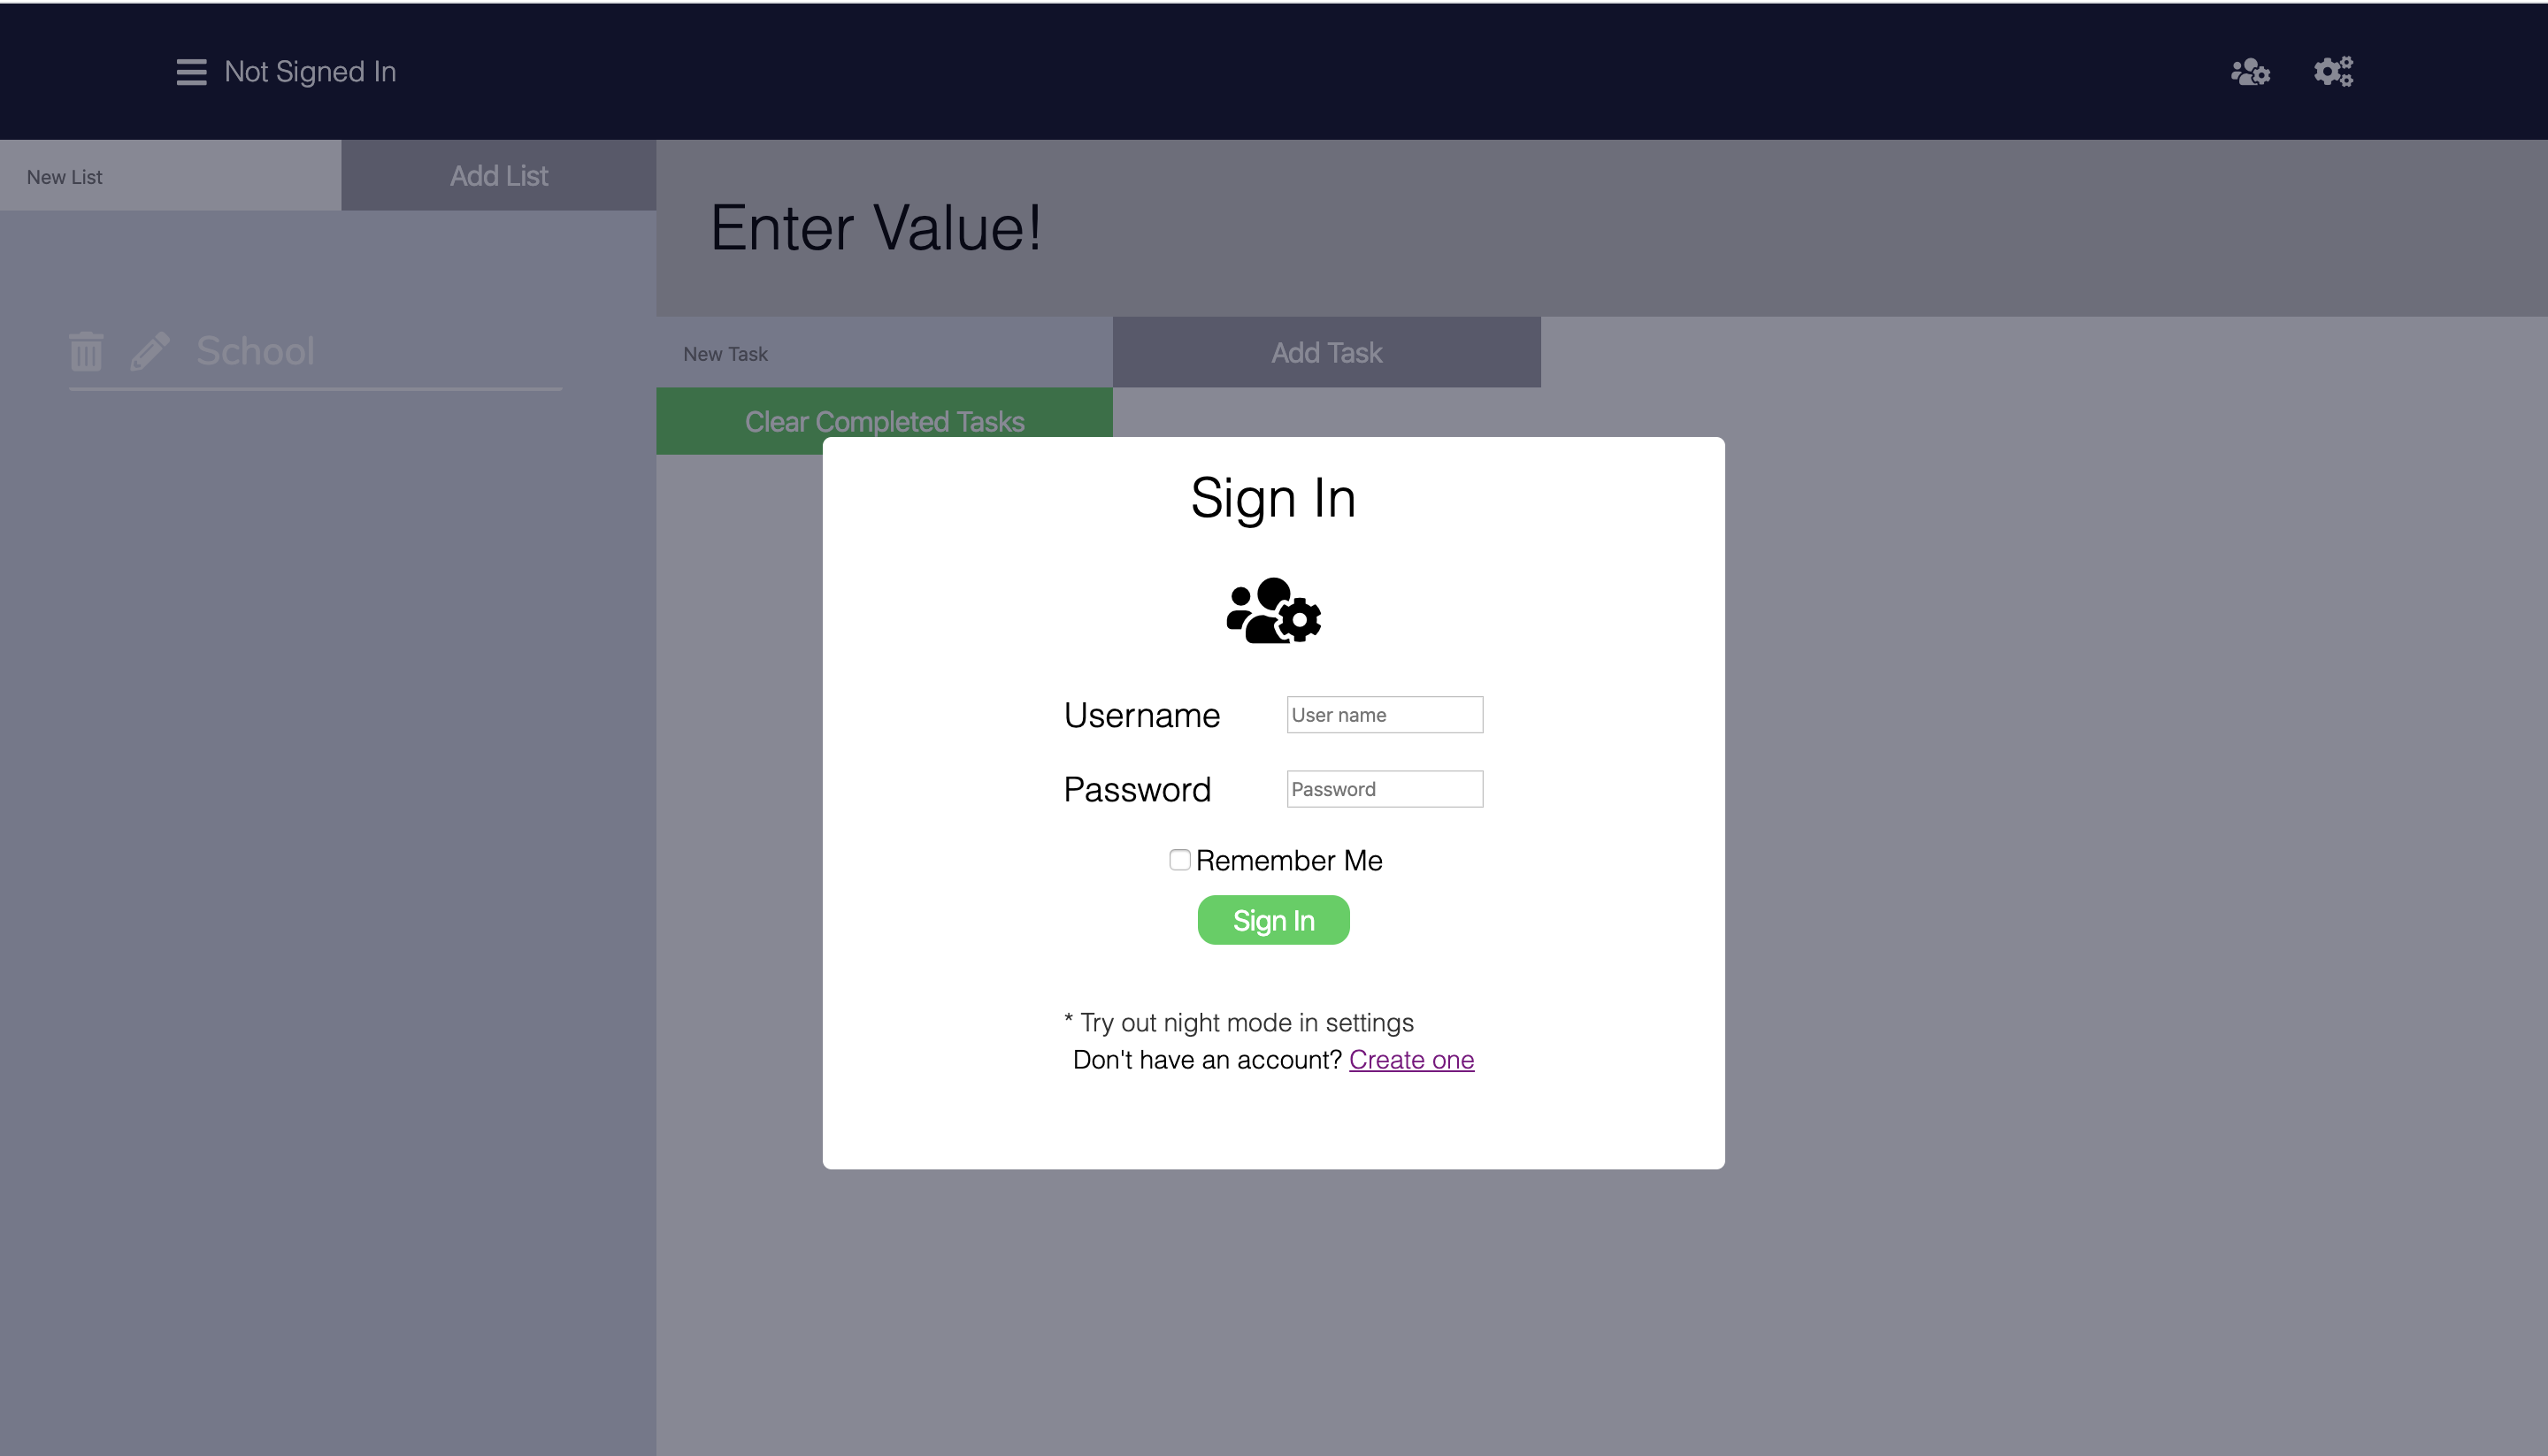 Not Signed In
New List
Add List
Enter Value!
School
New Task
Add Task
Clear Completed Tasks
Sign In
Username
User name
Password
Password
Remember Me
Sign In
* Try out night mode in settings
Don't have an account? Create one